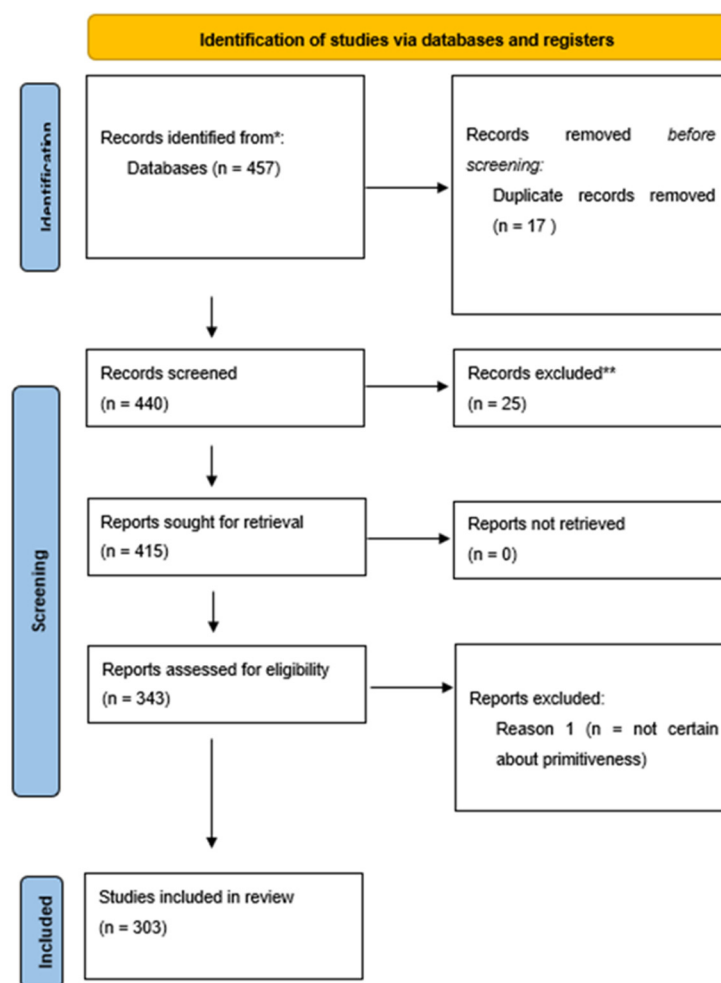 Identification of studies via databases and registers
Identification
Records identified from*:
Databases (n = 457)
Records removed before
screening:
Duplicate records removed
(n = 17 )
Screening
Records screened
(n = 440)
Records excluded**
(n = 25)
Reports sought for retrieval
(n = 415)
Reports not retrieved
(n = 0)
Reports assessed for eligibility
(n = 343)
Reports excluded:
Reason 1 (n = not certain
about primitiveness)
Included
Studies included in review
(n = 303)